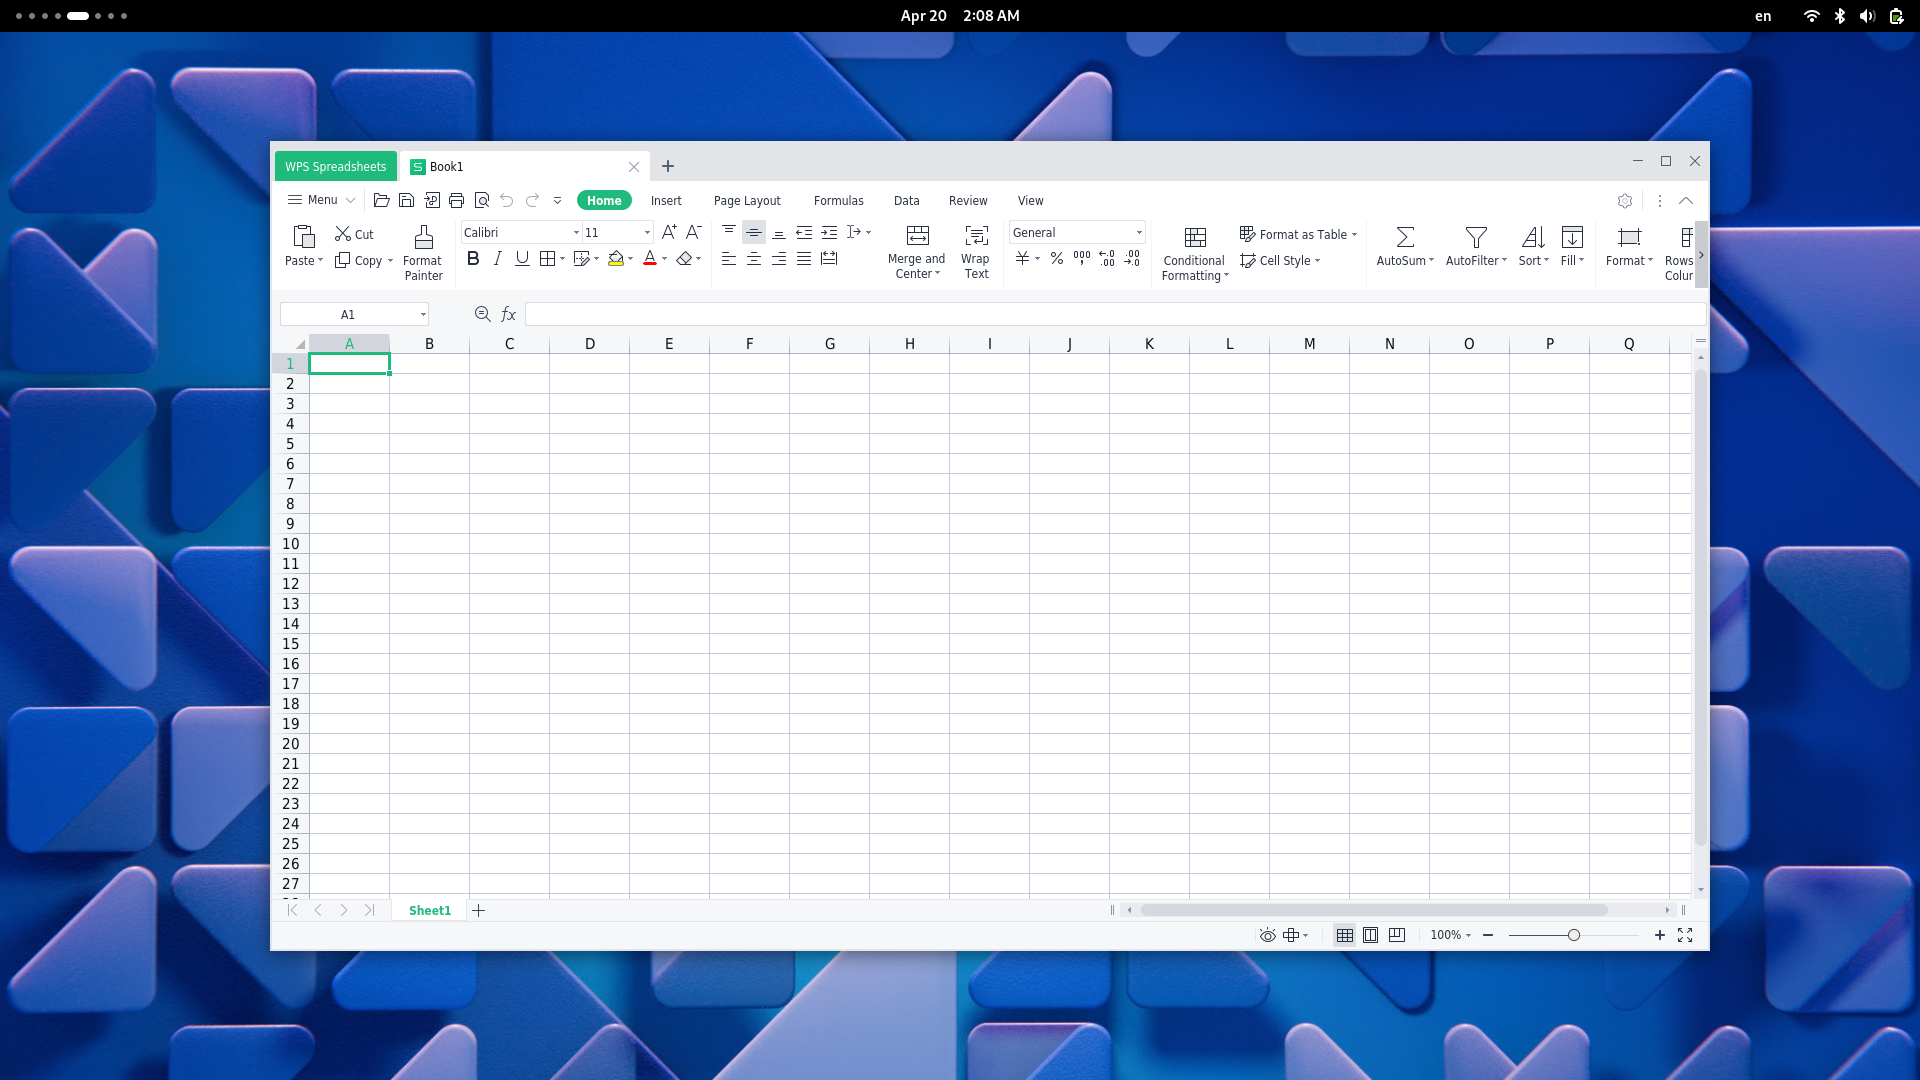 Apr 20 2:08 AM
en
WPS Spreadsheets
Book1
Menu
Home Insert Page Layout Formulas Data Review View
Paste
Cut
Copy
Format
Painter
Calibri
11
Merge and
Center
Wrap
Text
General
Conditional
Formatting
Format as Table
Cell Style
AutoSum
AutoFilter
Sort
Fill
Format
Rows
A1
fx
A B C D E F G H I J K L M N O P Q
1
2
3
4
5
6
7
8
9
10
11
12
13
14
15
16
17
18
19
20
21
22
23
24
25
26
27
Sheet1
100%